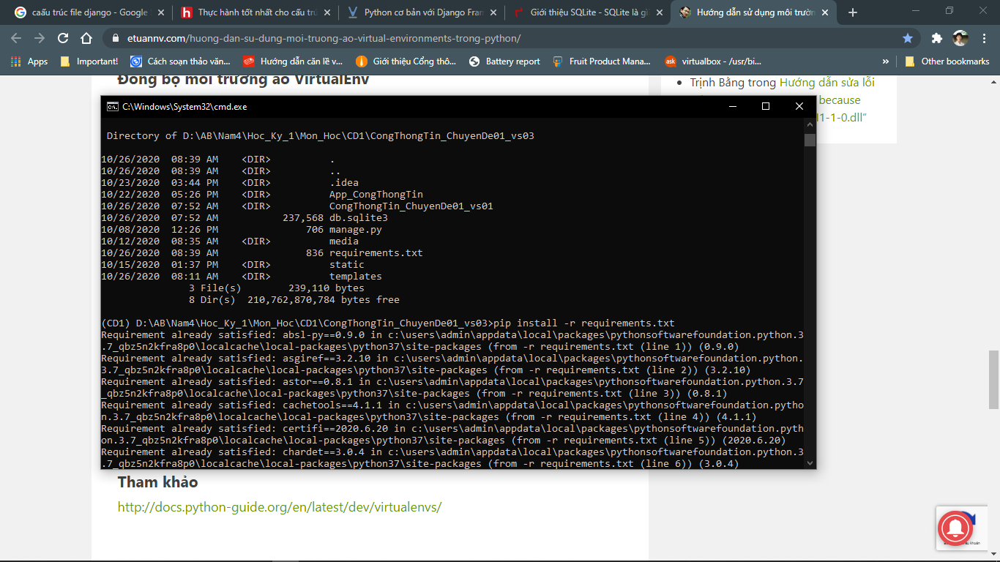 caấu trúc file django - Google
Thực hành tốt nhất cho cấu trú
Python cơ bản với Django Fran
Giới thiệu SQLite - SQLite là gì
Hướng dẫn sử dụng môi trườn
etuannv.com/huong-dan-su-dung-moi-truong-ao-virtual-environments-trong-python/
Apps
Important!
Cách soạn thảo văn...
Hướng dẫn căn lề v...
Giới thiệu Cổng thô...
Battery report
Fruit Product Mana...
virtualbox - /usr/bi...
»
Other bookmarks
Đồng bộ môi trường ảo VirtualEnv
Trịnh Bằng trong Hướng dẫn sửa lỗi
because
l1-1-0.dll”
C:\Windows\System32\cmd.exe
Directory of D:\AB\Nam4\Hoc_Ky_1\Mon_Hoc\CD1\CongThongTin_ChuyenDe01_vs03
10/26/2020  08:39 AM    <DIR>          .
10/26/2020  08:39 AM    <DIR>          ..
10/23/2020  03:44 PM    <DIR>          .idea
10/22/2020  05:26 PM    <DIR>          App_CongThongTin
10/26/2020  07:52 AM    <DIR>          CongThongTin_ChuyenDe01_vs01
10/26/2020  07:52 AM           237,568 db.sqlite3
10/08/2020  12:26 PM               706 manage.py
10/12/2020  08:35 AM    <DIR>          media
10/26/2020  08:39 AM               836 requirements.txt
10/15/2020  01:37 PM    <DIR>          static
10/26/2020  08:11 AM    <DIR>          templates
3 File(s)        239,110 bytes
8 Dir(s)  210,762,870,784 bytes free
(CD1) D:\AB\Nam4\Hoc_Ky_1\Mon_Hoc\CD1\CongThongTin_ChuyenDe01_vs03>pip install -r requirements.txt
Requirement already satisfied: absl-py==0.9.0 in c:\users\admin\appdata\local\packages\pythonsoftwarefoundation.python.3
.7_qbz5n2kfra8p0\localcache\local-packages\python37\site-packages (from -r requirements.txt (line 1)) (0.9.0)
Requirement already satisfied: asgiref==3.2.10 in c:\users\admin\appdata\local\packages\pythonsoftwarefoundation.python.
3.7_qbz5n2kfra8p0\localcache\local-packages\python37\site-packages (from -r requirements.txt (line 2)) (3.2.10)
Requirement already satisfied: astor==0.8.1 in c:\users\admin\appdata\local\packages\pythonsoftwarefoundation.python.3.7
_qbz5n2kfra8p0\localcache\local-packages\python37\site-packages (from -r requirements.txt (line 3)) (0.8.1)
Requirement already satisfied: cachetools==4.1.1 in c:\users\admin\appdata\local\packages\pythonsoftwarefoundation.pytho
n.3.7_qbz5n2kfra8p0\localcache\local-packages\python37\site-packages (from -r requirements.txt (line 4)) (4.1.1)
Requirement already satisfied: certifi==2020.6.20 in c:\users\admin\appdata\local\packages\pythonsoftwarefoundation.pyth
on.3.7_qbz5n2kfra8p0\localcache\local-packages\python37\site-packages (from -r requirements.txt (line 5)) (2020.6.20)
Requirement already satisfied: chardet==3.0.4 in c:\users\admin\appdata\local\packages\pythonsoftwarefoundation.python.3
.7_qbz5n2kfra8p0\localcache\local-packages\python37\site-packages (from -r requirements.txt (line 6)) (3.0.4)
Tham khảo
http://docs.python-guide.org/en/latest/dev/virtualenvs/